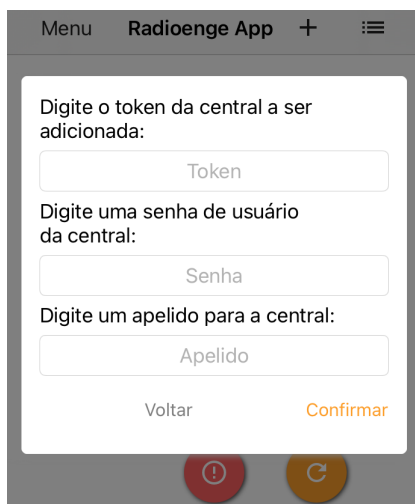 Menu Radioenge App +
Digite o token da central a ser
adicionada:
Token
Digite uma senha de usuário
da central:
Senha
Digite um apelido para a central:
Apelido
Voltar Confirmar